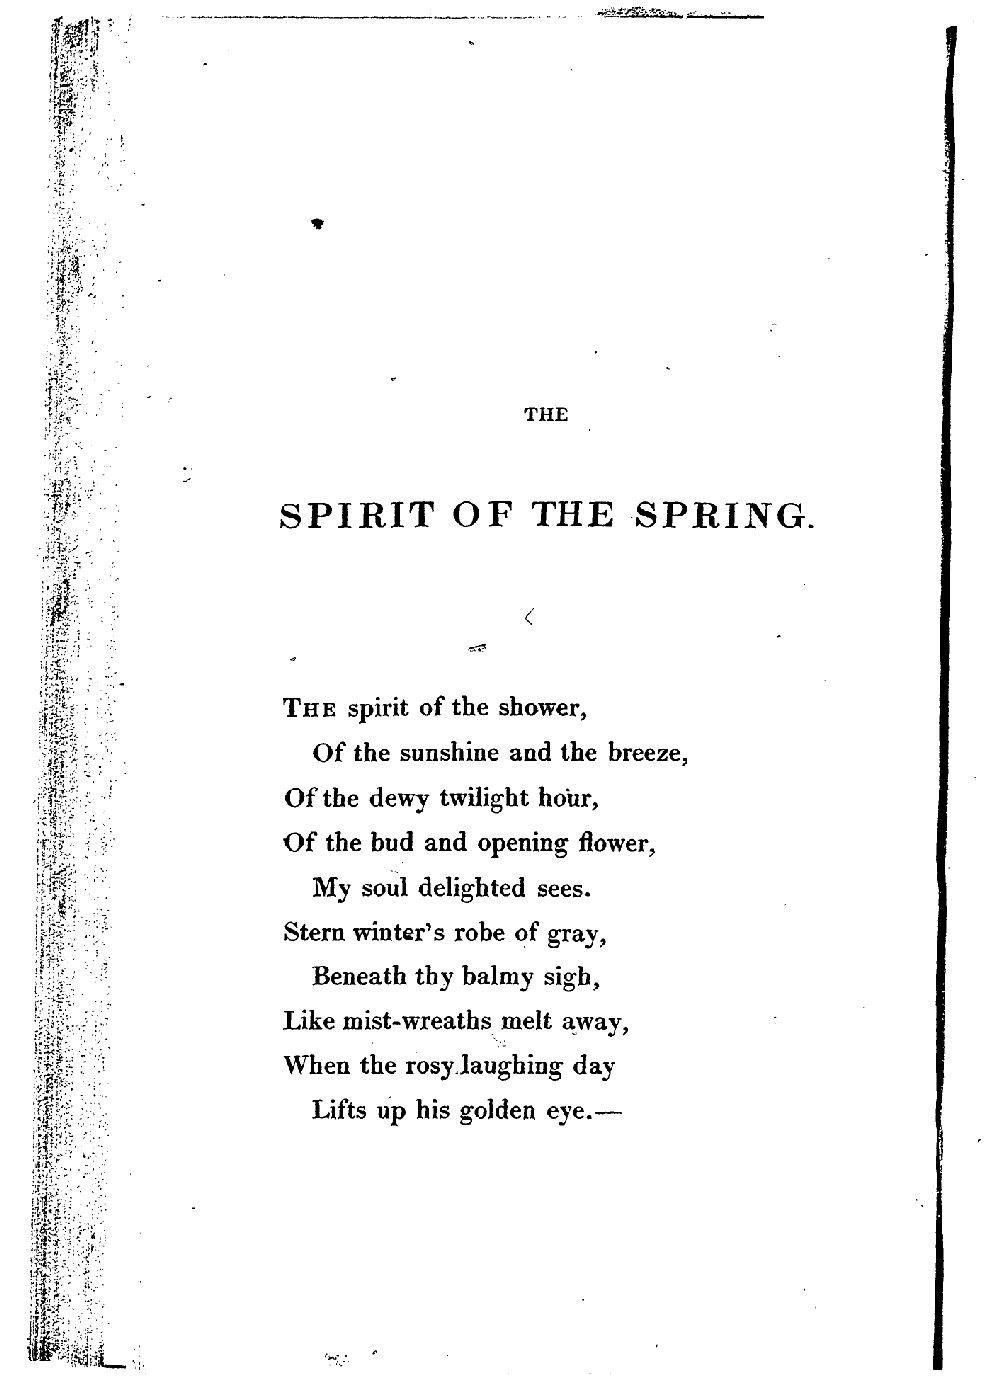 THE
SPIRIT OF THE SPRING.
THE spirit of the shower,
Of the sunshine and the breeze,
Of the dewy twilight hour,
Of the bud and opening flower,
My soul delighted sees.
Stern winter's robe of gray,
Beneath thy balmy sigh,
Like mist-wreaths melt away,
When the rosy laughing day
Lifts up his golden eye.—